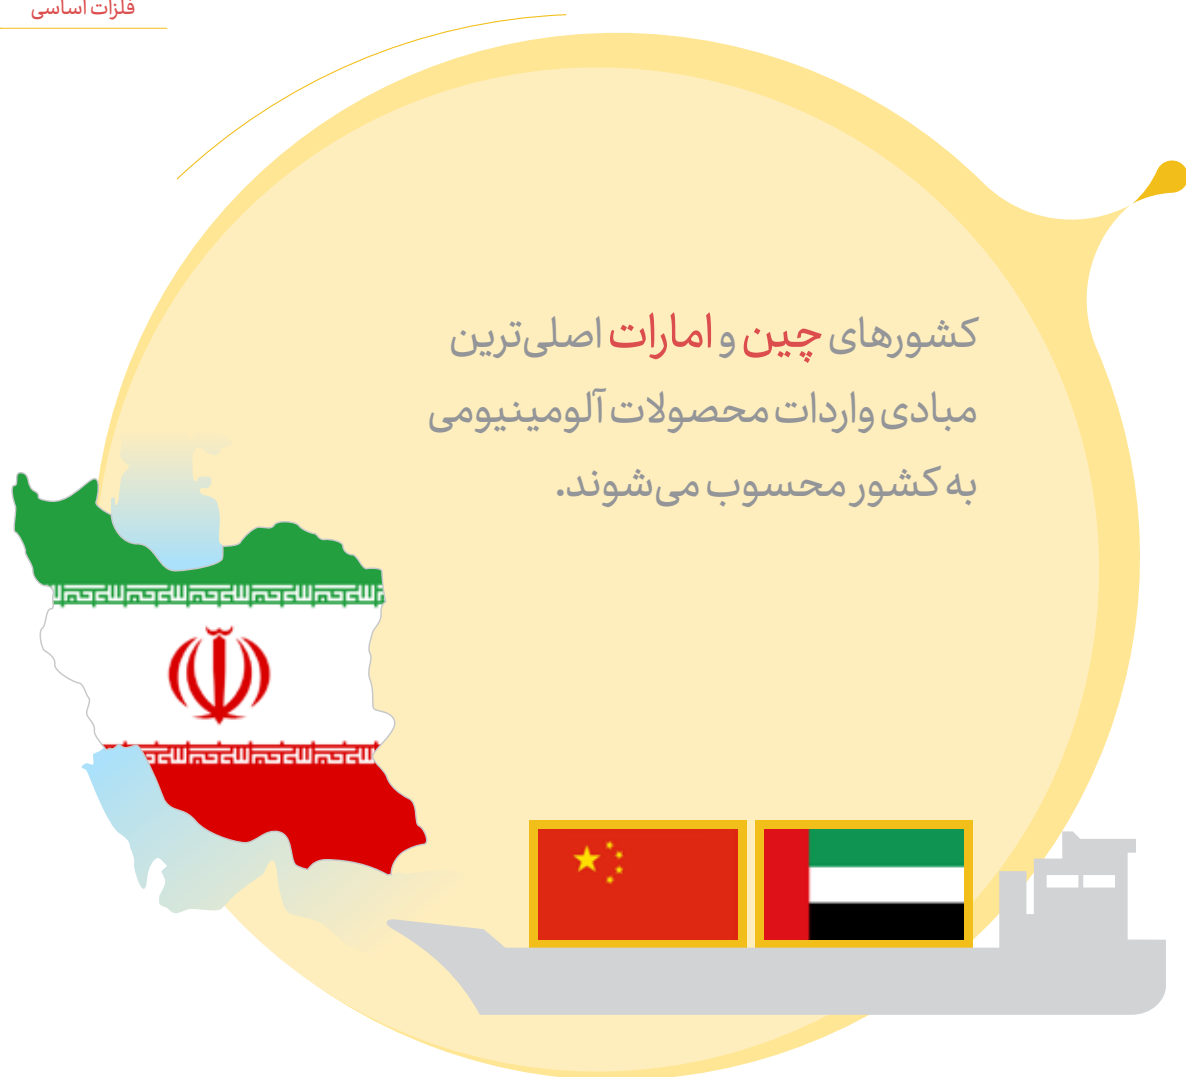 فلزات اساسی
کشورهای چین و امارات اصلی‌ترین
مبادی واردات محصولات آلومینیومی
به کشور محسوب می‌شوند.